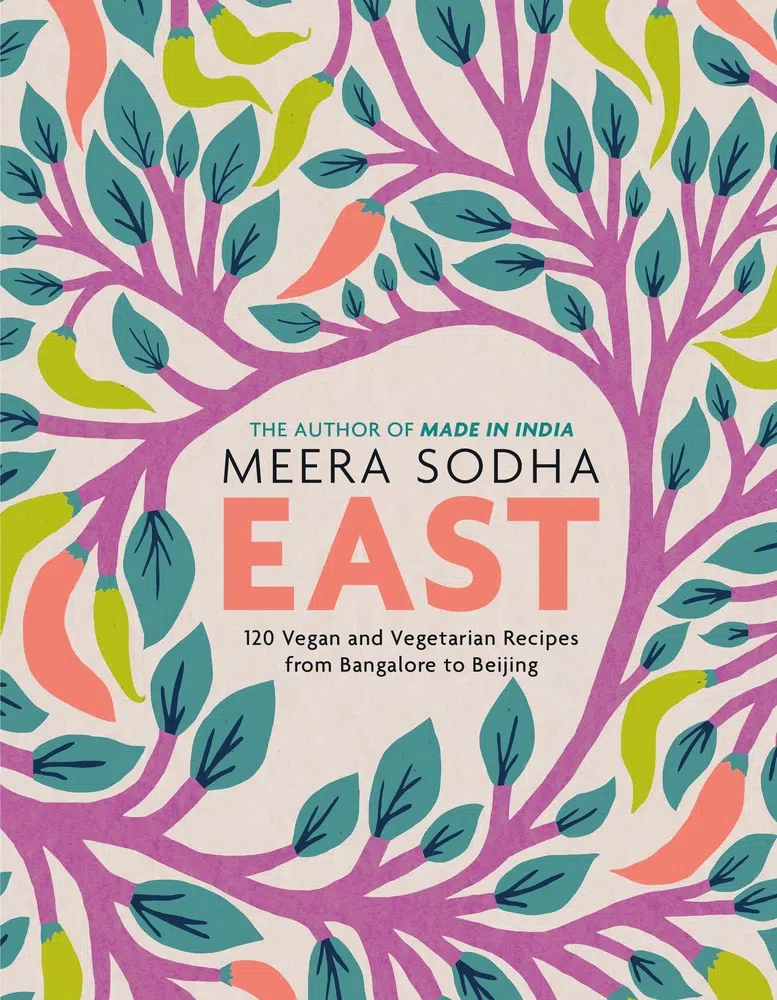 THE AUTHOR OF MADE IN INDIA
MEERA SODHA
EAST
120 Vegan and Vegetarian Recipes
from Bangalore to Beijing